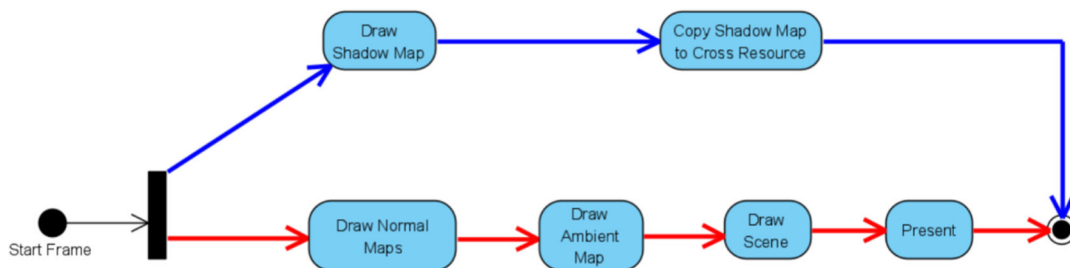 Draw
Shadow Map
Copy Shadow Map
to Cross Resource
Start Frame
Draw Normal
Maps
Draw
Ambient
Map
Draw
Scene
Present